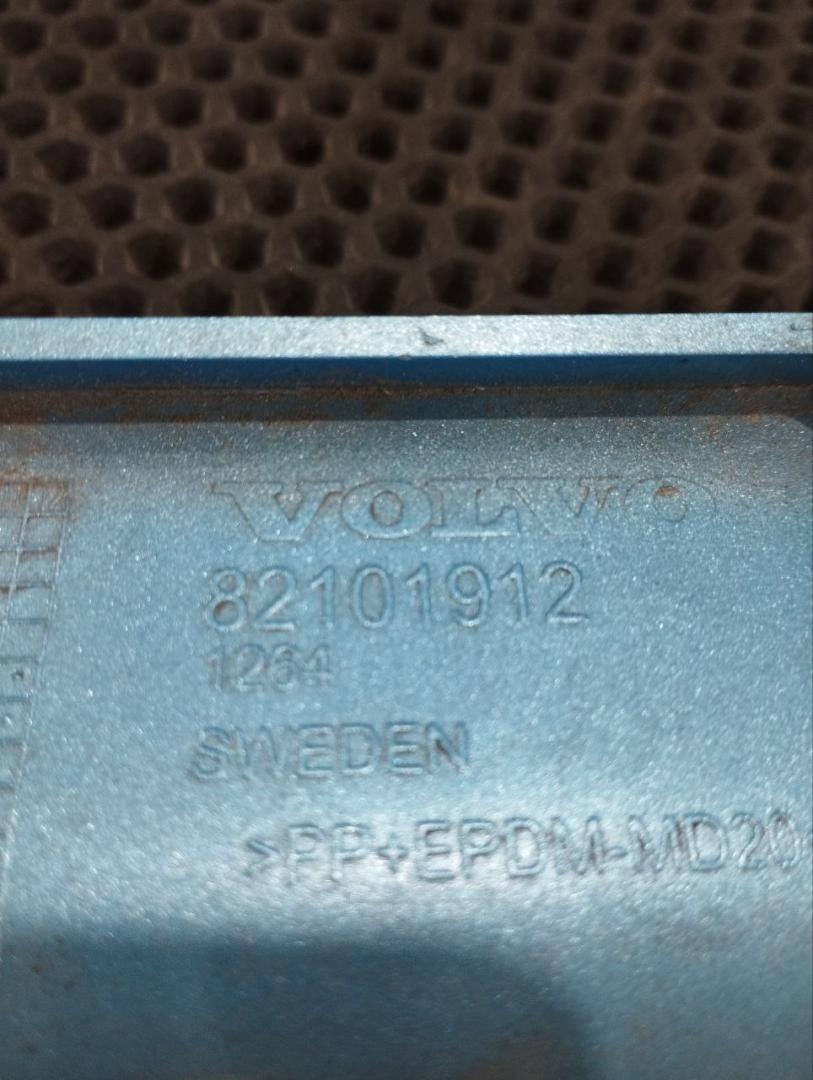 VOLVO
82101912
1264
SWEDEN
>PP+EPDM-MD20